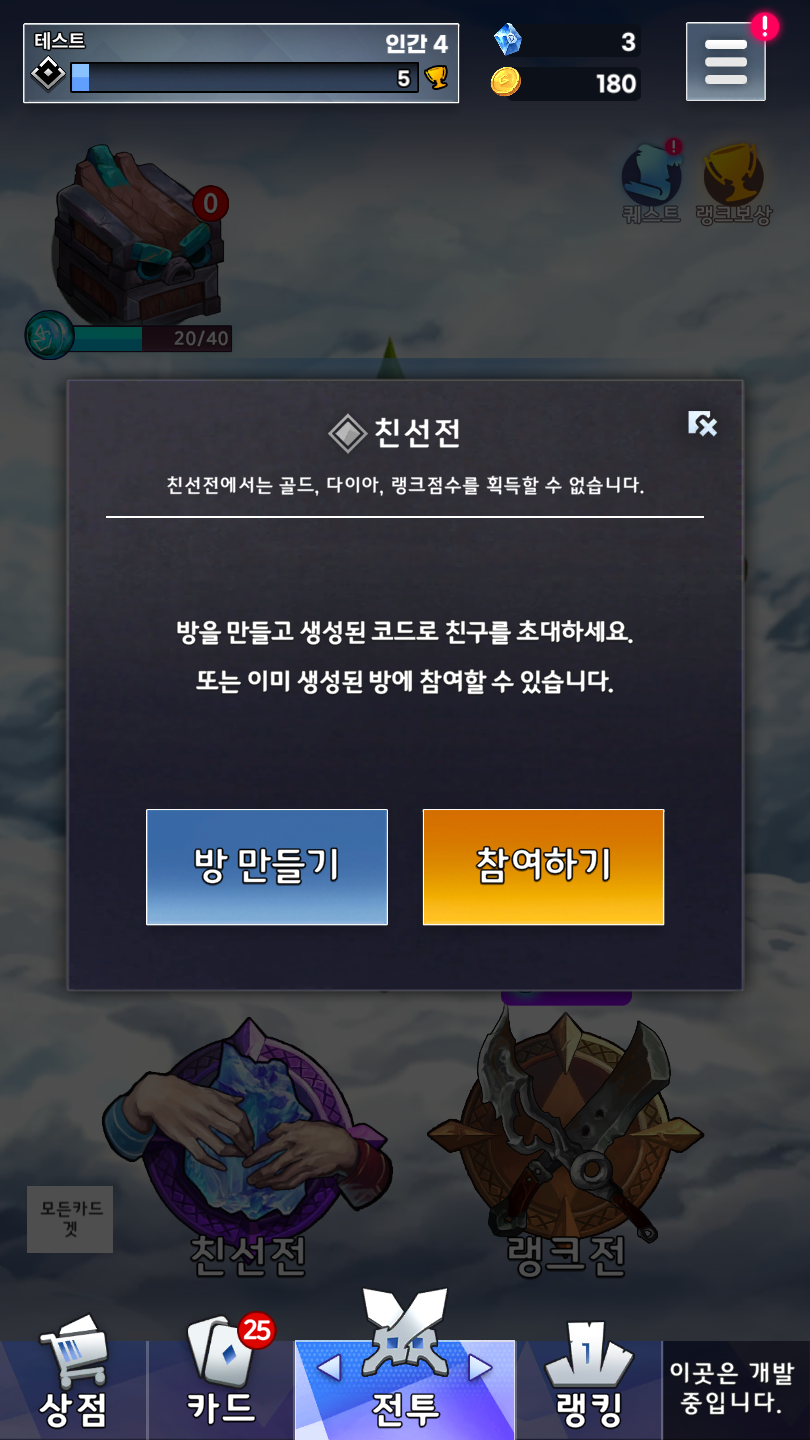 테스트
인간 4
5
3
180
!
!
0
퀘스트
랭크보상
20/40
친선전
친선전에서는 골드, 다이아, 랭크점수를 획득할 수 없습니다.
방을 만들고 생성된 코드로 친구를 초대하세요.
또는 이미 생성된 방에 참여할 수 있습니다.
방 만들기
참여하기
모든카드
겟
친선전
랭크전
25
1
상점
카드
전투
랭킹
이곳은 개발
중입니다.